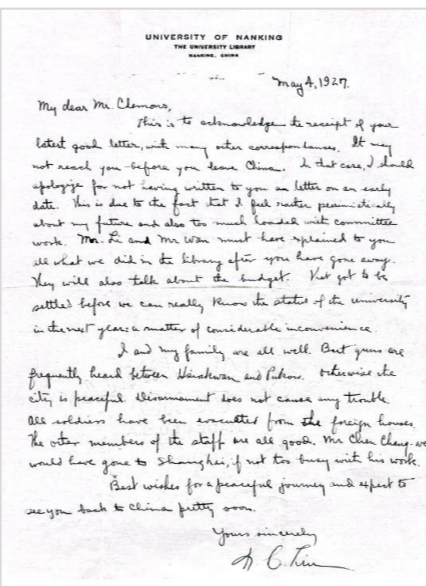 UNIVERSITY OF NANKING
THE UNIVERSITY LIBRARY
NANKING, CHINA
May 4, 1927.
My dear Mr. Clemons,
This is to acknowledge the receipt of your
latest good letter, with many other correspondences. It may
not reach you before you leave China. In that case, I should
apologize for not having written to you an letter on an early
date. This is due to the fact that I feel rather pessimistically
about my future and also too much loaded with committee
work. Mr. Li and Mr Wan must have explained to you
all what we did in the library after you have gone away.
They will also talk about the budget. That got to be
settled before we can really know the status of the university
in the next year: a matter of considerable inconvenience.
I and my family are all well. But guns are
frequently heard between Hsiakwan and Pukow. Otherwise the
city is peaceful. Disarmament does not cause any trouble.
All soldiers have been evacuated from the foreign houses.
The other members of the staff are all good. Mr Chen Chang-we
would have gone to Shanghai, if not too busy with his work.
Best wishes for a peaceful journey and expect to
see you back to China pretty soon.
Yours sincerely